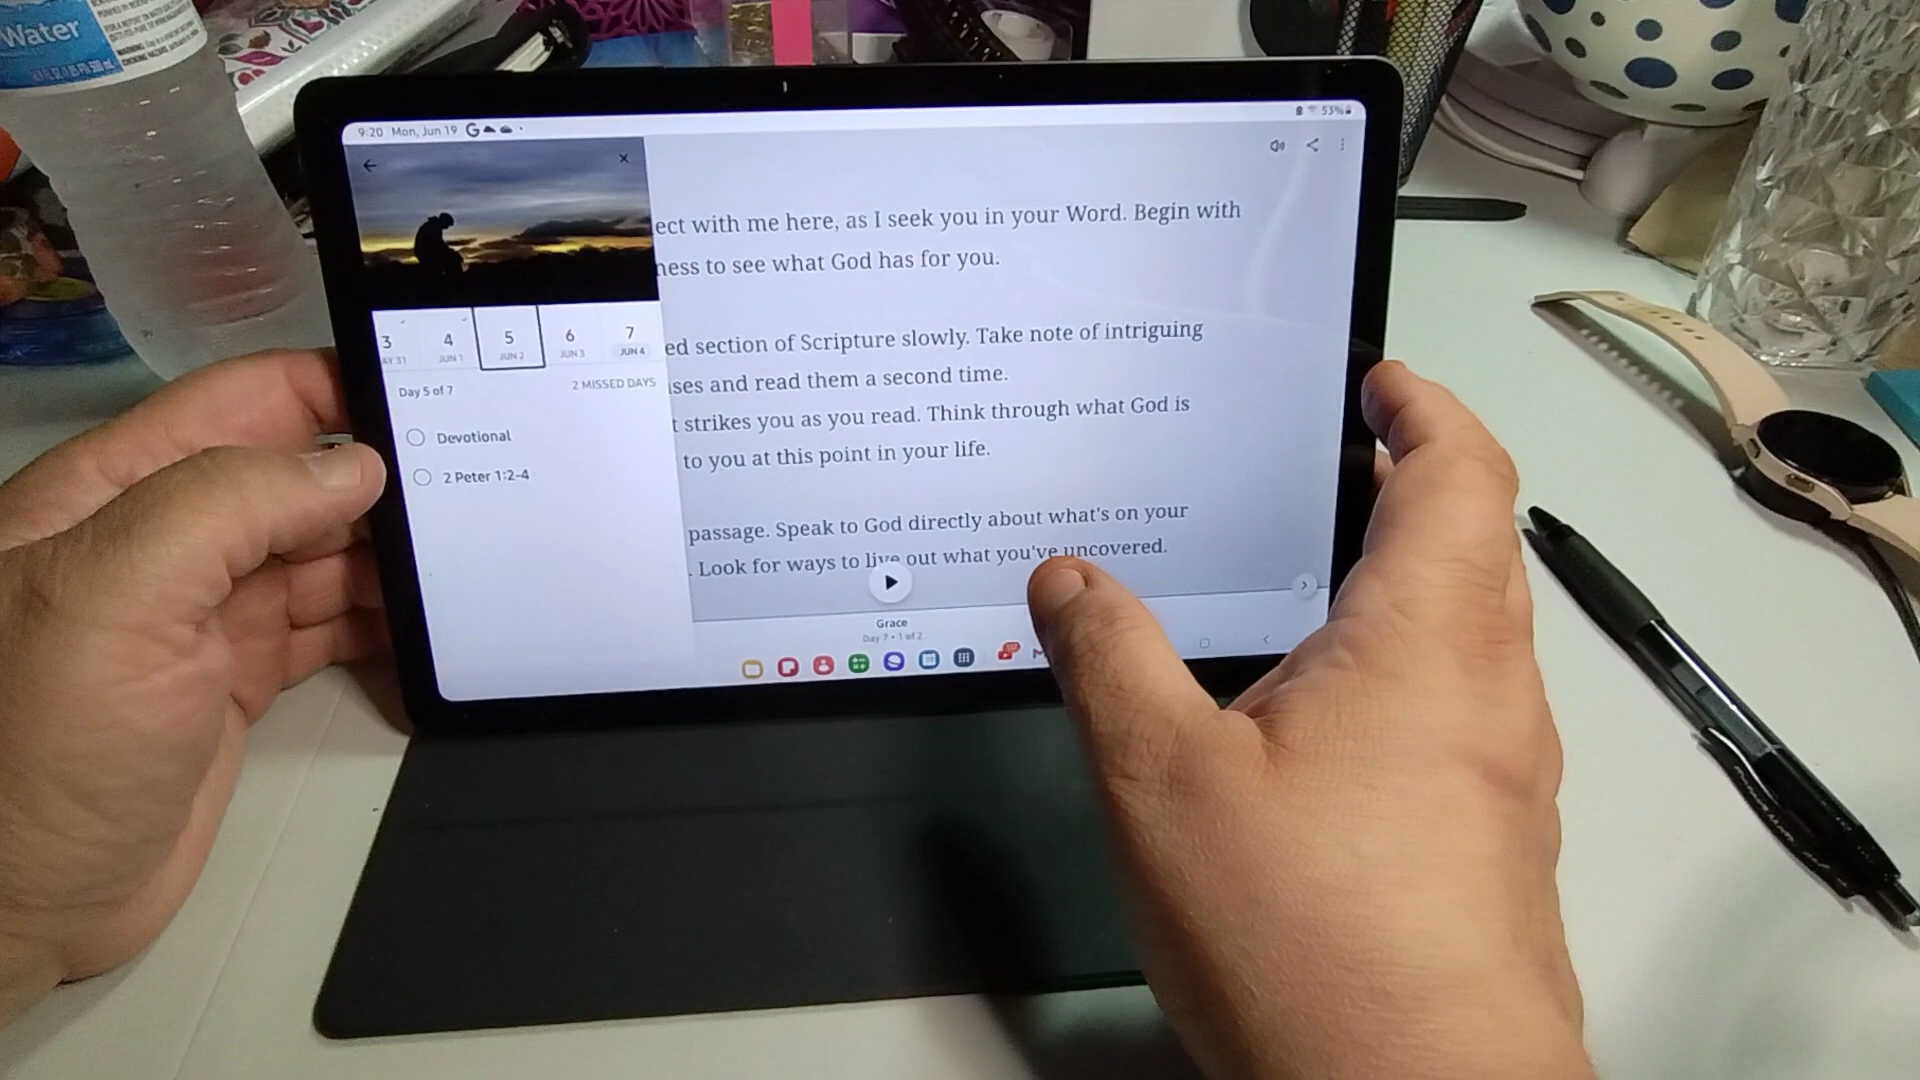 Water
9:20 Mon, Jun 19
53%
ect with me here, as I seek you in your Word. Begin with
ness to see what God has for you.
3
4
5
6
7
AY 31
JUN 1
JUN 2
JUN 3
JUN 4
Day 5 of 7
2 MISSED DAYS
Devotional
2 Peter 1:2-4
ed section of Scripture slowly. Take note of intriguing
ses and read them a second time.
t strikes you as you read. Think through what God is
to you at this point in your life.
passage. Speak to God directly about what's on your
. Look for ways to live out what you've uncovered.
Grace
Day 7 • 1 of 2